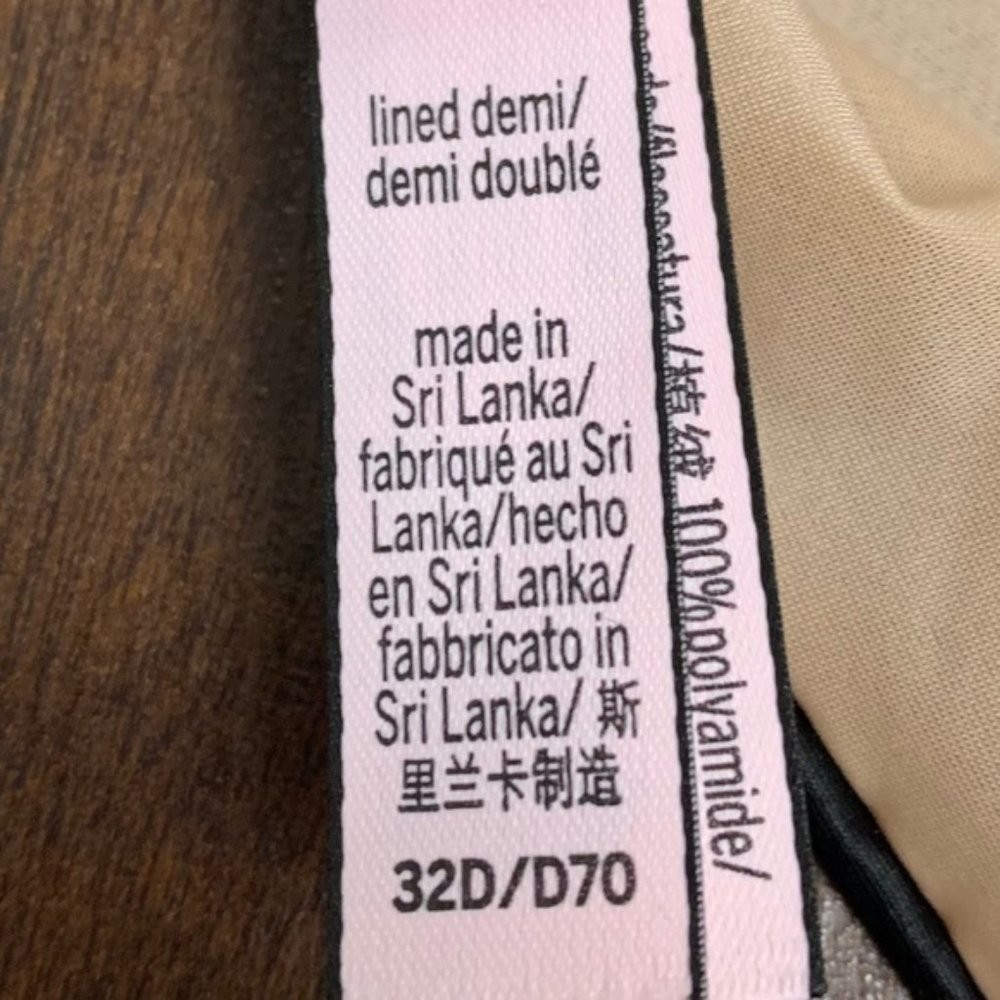 lined demi/
demi doublé
made in
Sri Lanka/
fabriqué au Sri
Lanka/hecho
en Sri Lanka/
fabbricato in
Sri Lanka/ 斯
里兰卡制造
32D/D70
100% polyamide/